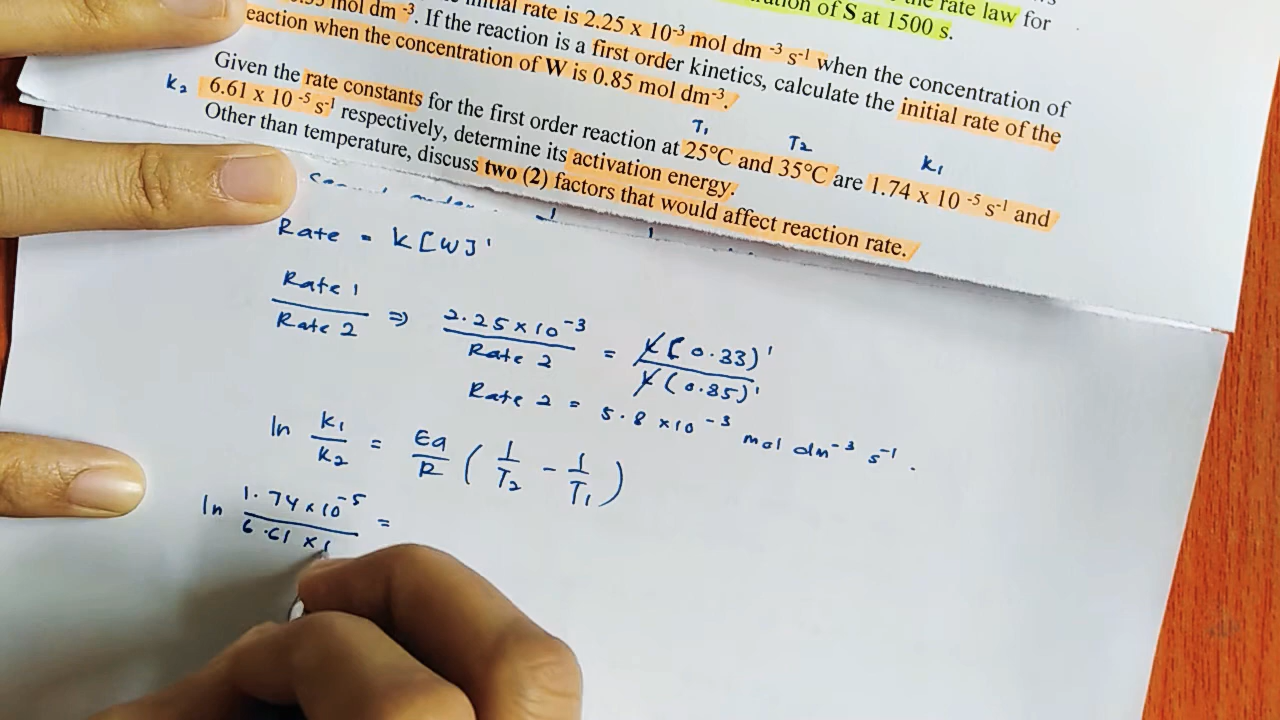 the rate law for
ration of S at 1500 s.
initial rate is 2.25 x 10-3 mol dm -3 s-1 when the concentration of
mol dm -3. If the reaction is a first order kinetics, calculate the initial rate of the
eaction when the concentration of W is 0.85 mol dm-3.
Given the rate constants for the first order reaction at 25°C and 35°C are 1.74 x 10 -5 s-1 and
T1 T2 K1
K2 6.61 x 10 -5 s-1 respectively, determine its activation energy.
Other than temperature, discuss two (2) factors that would affect reaction rate.
Rate = K [W]1
Rate 1 / Rate 2 ⇒ 2.25 x 10-3 / Rate 2 = K [0.33)1 / K (0.85)1
Rate 2 = 5.8 x 10-3 mol dm-3 s-1.
ln K1 / K2 = Ea / R ( 1 / T2 - 1 / T1 )
ln 1.74 x 10-5 / 6.61 x 1 =